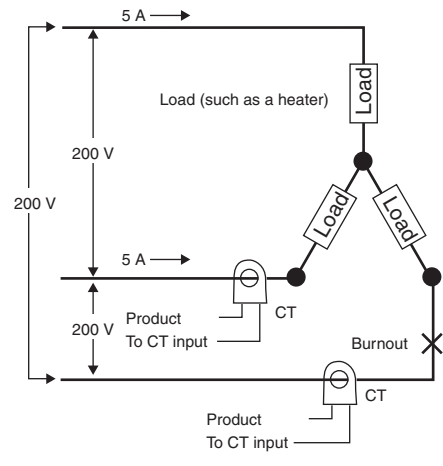 5 A
Load (such as a heater)
Load
200 V
200 V
Load
Load
5 A
CT
Product
To CT input
200 V
Burnout
CT
Product
To CT input